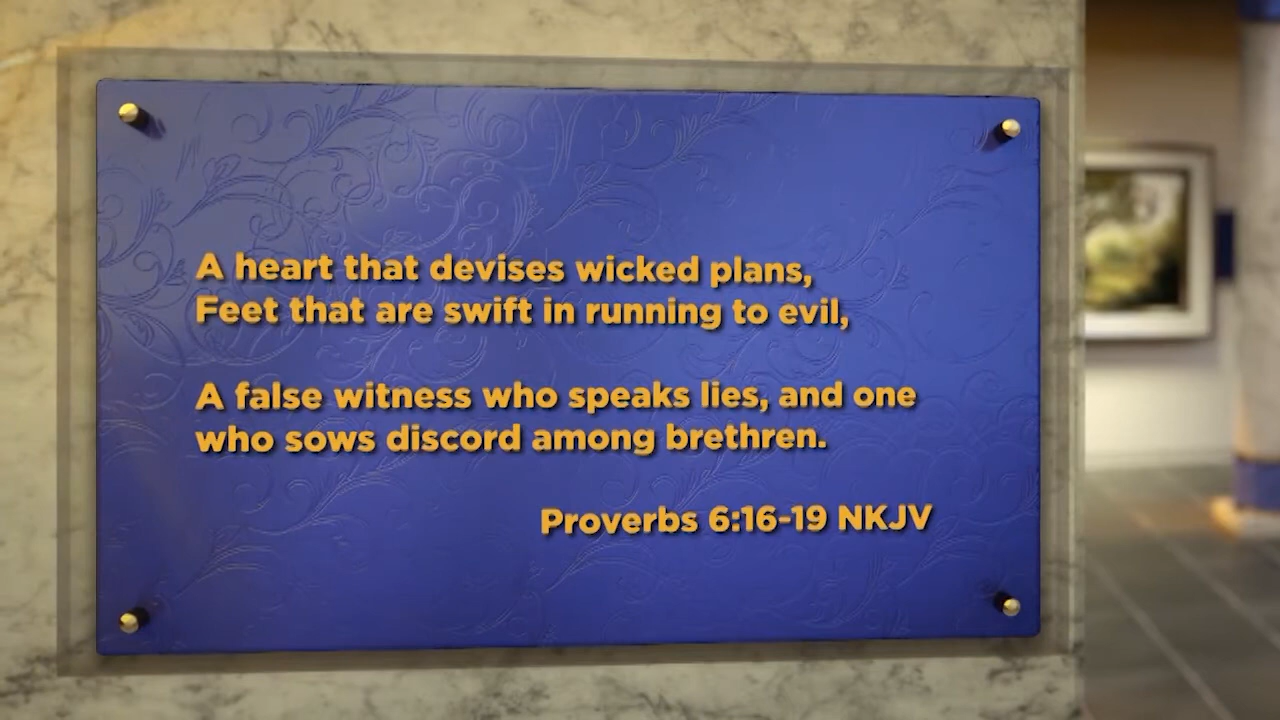 A heart that devises wicked plans,
Feet that are swift in running to evil,
A false witness who speaks lies, and one
who sows discord among brethren.
Proverbs 6:16-19 NKJV